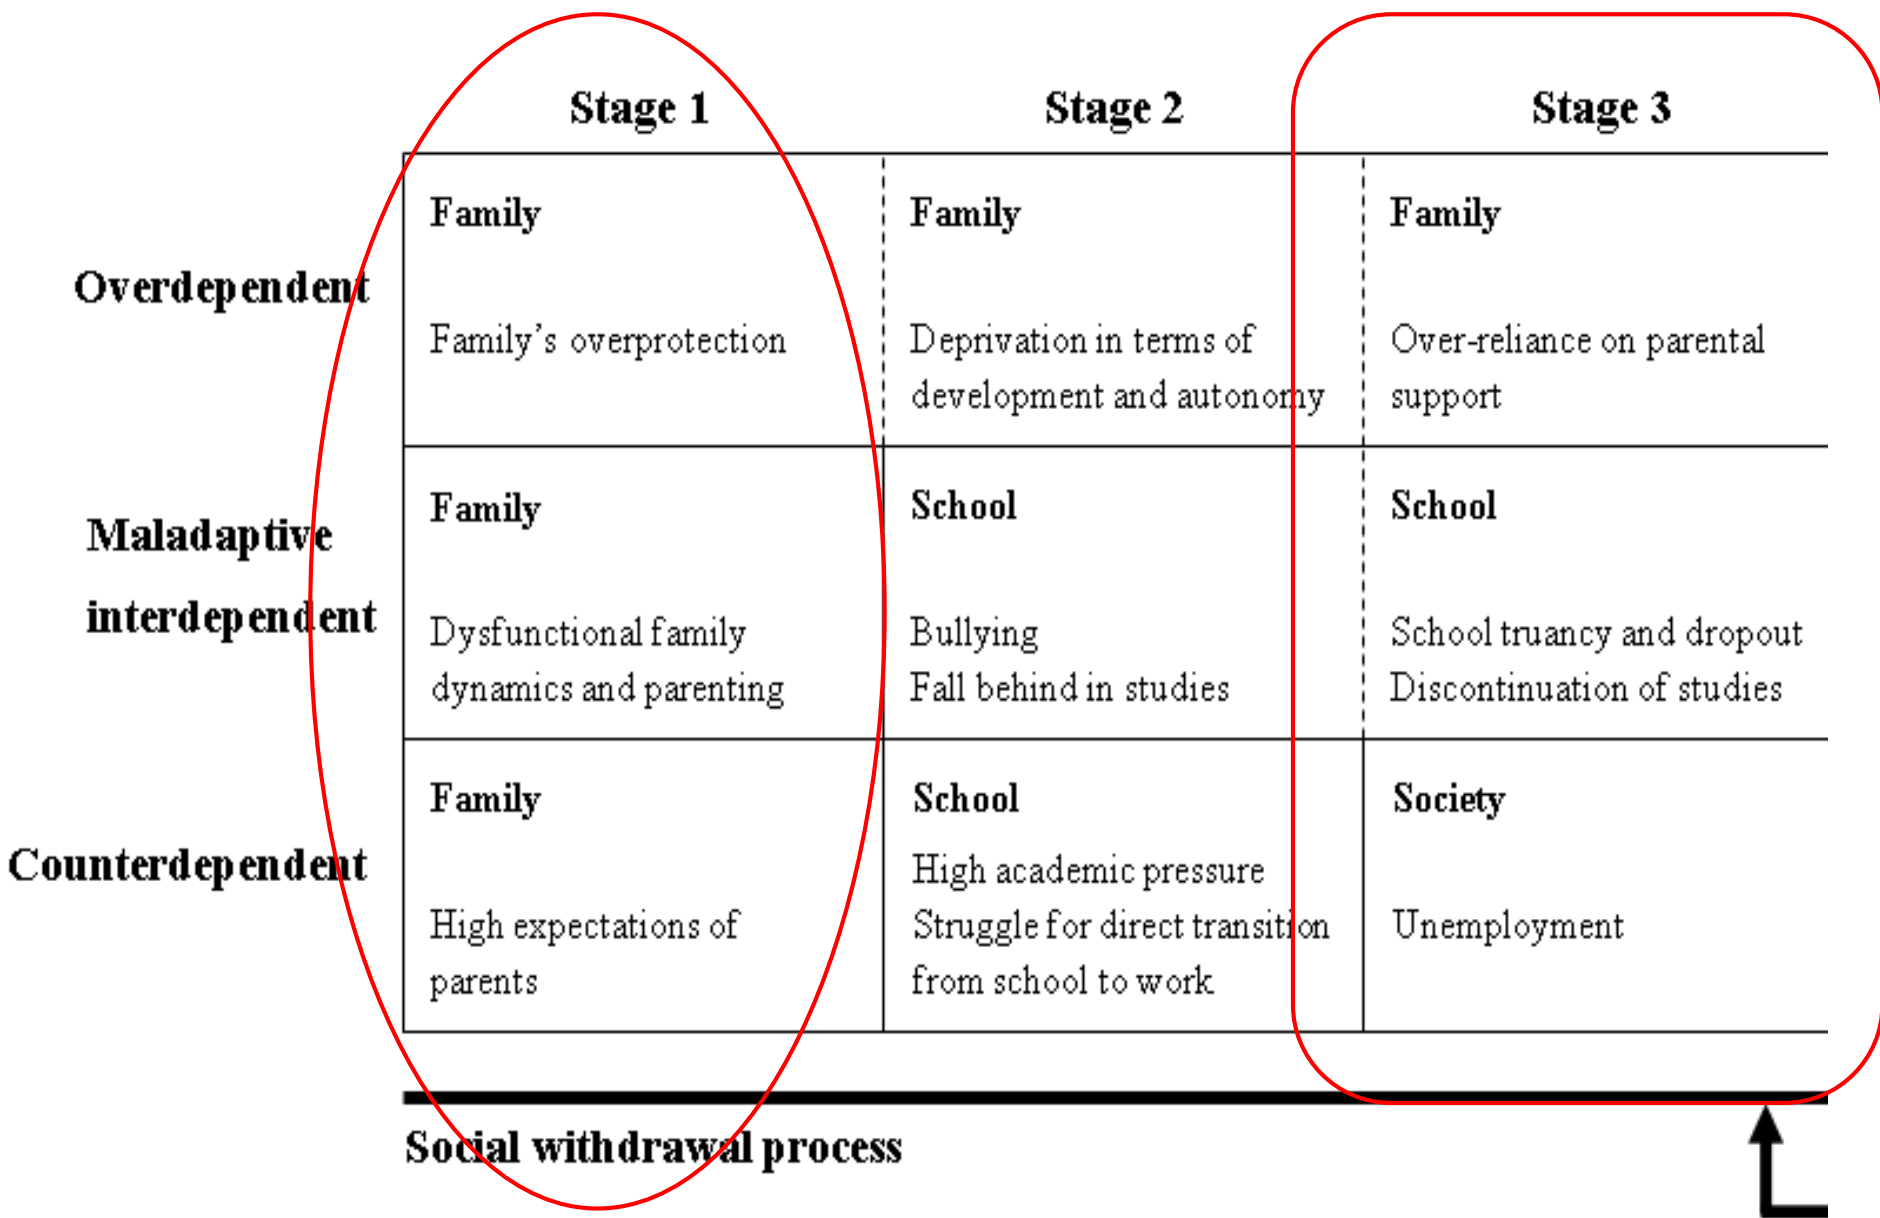 Stage 1 Stage 2 Stage 3
Overdependent
Family
Family's overprotection
Family
Deprivation in terms of
development and autonomy
Family
Over-reliance on parental
support
Maladaptive
interdependent
Family
Dysfunctional family
dynamics and parenting
School
Bullying
Fall behind in studies
School
School truancy and dropout
Discontinuation of studies
Counterdependent
Family
High expectations of
parents
School
High academic pressure
Struggle for direct transition
from school to work
Society
Unemployment
Social withdrawal process